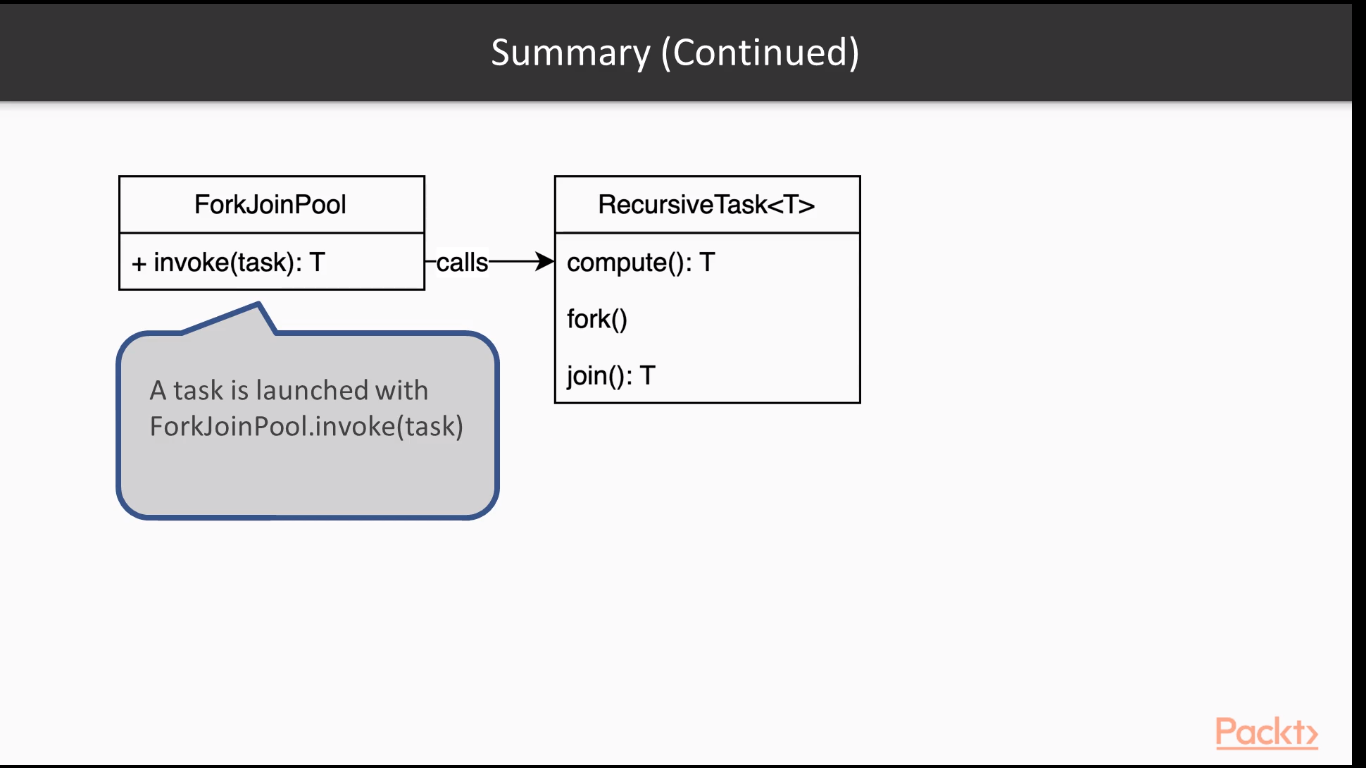 Summary (Continued)
ForkJoinPool
+ invoke(task): T
calls
RecursiveTask<T>
compute(): T
fork()
join(): T
A task is launched with
ForkJoinPool.invoke(task)
Packt>